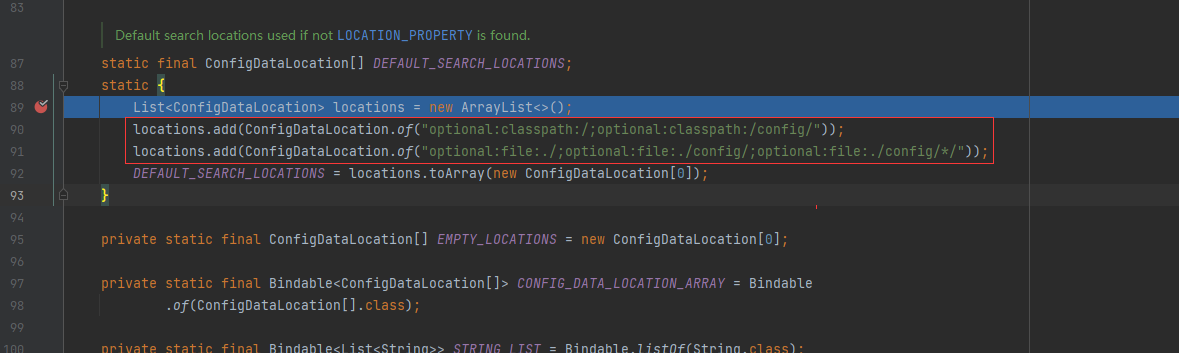 83
Default search locations used if not LOCATION_PROPERTY is found.
87 static final ConfigDataLocation[] DEFAULT_SEARCH_LOCATIONS;
88 static {
89 List<ConfigDataLocation> locations = new ArrayList<>();
90 locations.add(ConfigDataLocation.of("optional:classpath:/;optional:classpath:/config/"));
91 locations.add(ConfigDataLocation.of("optional:file:./;optional:file:./config/;optional:file:./config/*/"));
92 DEFAULT_SEARCH_LOCATIONS = locations.toArray(new ConfigDataLocation[0]);
93 }
94
95 private static final ConfigDataLocation[] EMPTY_LOCATIONS = new ConfigDataLocation[0];
96
97 private static final Bindable<ConfigDataLocation[]> CONFIG_DATA_LOCATION_ARRAY = Bindable
98 .of(ConfigDataLocation[].class);
99
100 private static final Bindable<List<String>> STRING_LIST = Bindable.listOf(String.class);